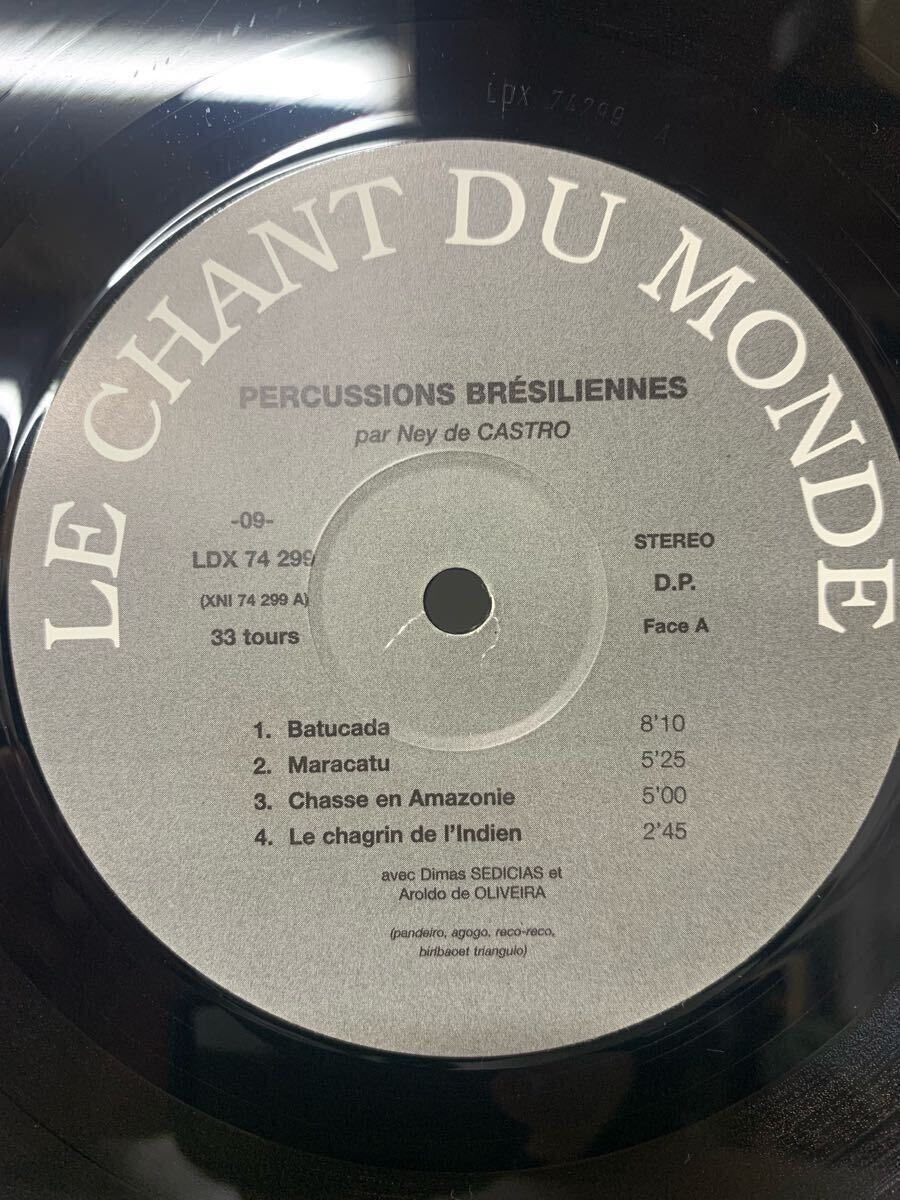 LDX 74299 A
LE CHANT DU MONDE
PERCUSSIONS BRÉSILIENNES
par Ney de CASTRO
-09-
LDX 74 299
(XNI 74 299 A)
33 tours
STEREO
D.P.
Face A
1. Batucada 8'10
2. Maracatu 5'25
3. Chasse en Amazonie 5'00
4. Le chagrin de l'Indien 2'45
avec Dimas SEDICIAS et
Aroldo de OLIVEIRA
(pandeiro, agogo, reco-reco,
biribaoet triangulo)